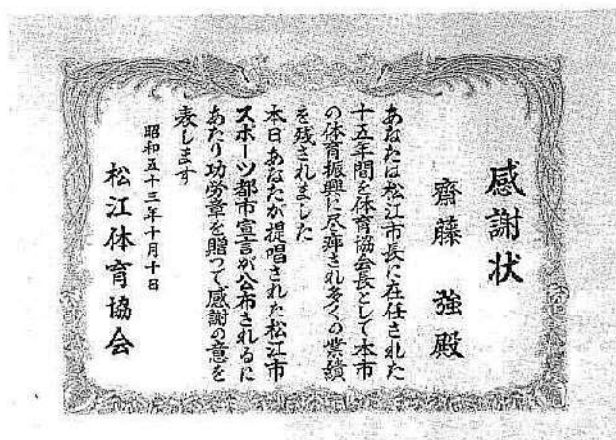 感謝状
齋藤 強殿
あなたは松江市長に在任された
十五年間を体育協会長として本市
の体育振興に尽瘁され多くの業績
を残されました
本日あなたが提唱された松江市
スポーツ都市宣言が公布されるに
あたり功労章を贈って感謝の意を
表します
昭和五十三年十月十日
松江体育協会